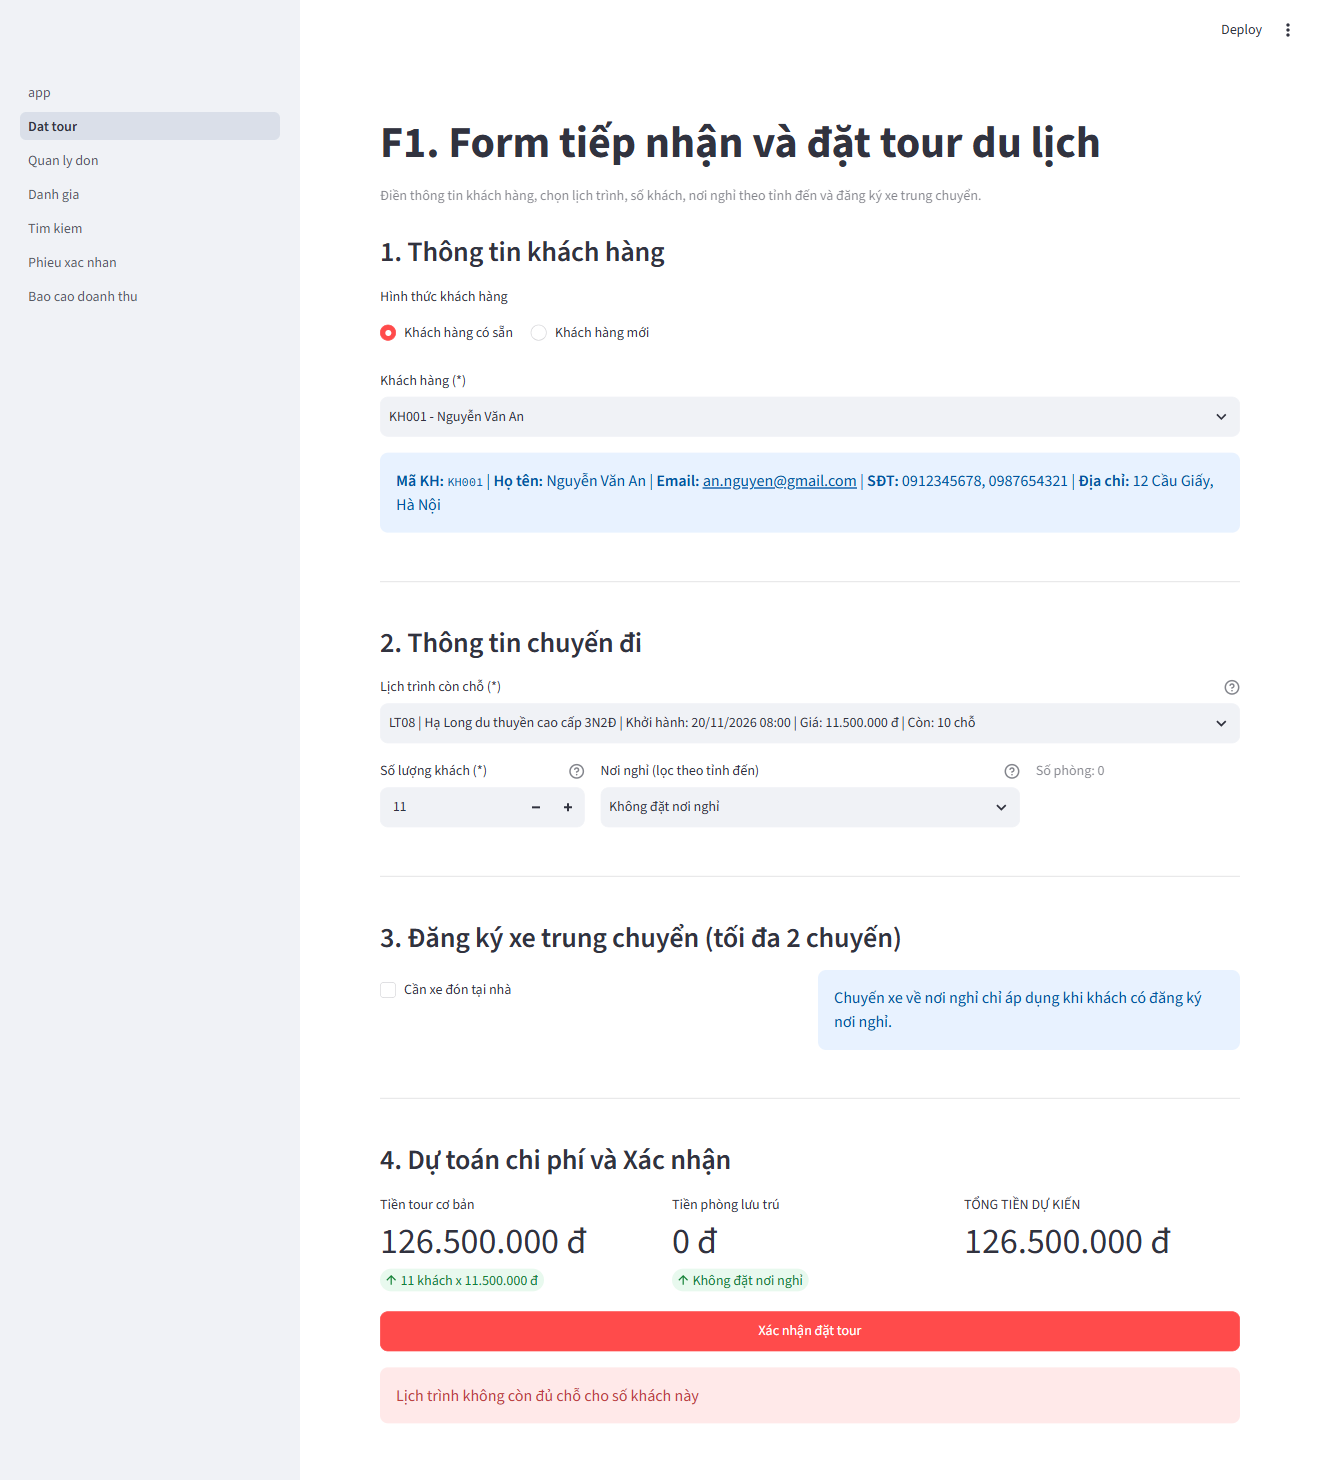 Deploy
app
Dat tour
Quan ly don
Danh gia
Tim kiem
Phieu xac nhan
Bao cao doanh thu
F1. Form tiếp nhận và đặt tour du lịch
Điền thông tin khách hàng, chọn lịch trình, số khách, nơi nghỉ theo tỉnh đến và đăng ký xe trung chuyển.
1. Thông tin khách hàng
Hình thức khách hàng
Khách hàng có sẵn Khách hàng mới
Khách hàng (*)
KH001 - Nguyễn Văn An
Mã KH: KH001 | Họ tên: Nguyễn Văn An | Email: an.nguyen@gmail.com | SĐT: 0912345678, 0987654321 | Địa chỉ: 12 Cầu Giấy,
Hà Nội
2. Thông tin chuyến đi
Lịch trình còn chỗ (*)
LT08 | Hạ Long du thuyền cao cấp 3N2Đ | Khởi hành: 20/11/2026 08:00 | Giá: 11.500.000 đ | Còn: 10 chỗ
Số lượng khách (*) Nơi nghỉ (lọc theo tỉnh đến) Số phòng: 0
11 Không đặt nơi nghỉ
3. Đăng ký xe trung chuyển (tối đa 2 chuyến)
Cần xe đón tại nhà
Chuyến xe về nơi nghỉ chỉ áp dụng khi khách có đăng ký
nơi nghỉ.
4. Dự toán chi phí và Xác nhận
Tiền tour cơ bản Tiền phòng lưu trú TỔNG TIỀN DỰ KIẾN
126.500.000 đ 0 đ 126.500.000 đ
↑ 11 khách x 11.500.000 đ ↑ Không đặt nơi nghỉ
Xác nhận đặt tour
Lịch trình không còn đủ chỗ cho số khách này